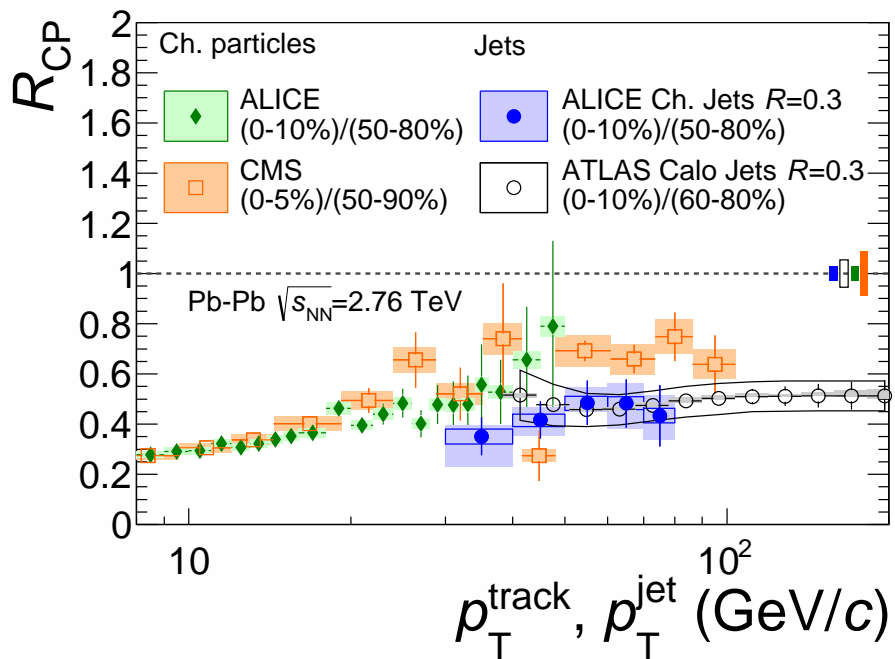 R_CP
2
1.8
1.6
1.4
1.2
1
0.8
0.6
0.4
0.2
0
Ch. particles
Jets
ALICE
(0-10%)/(50-80%)
ALICE Ch. Jets R=0.3
(0-10%)/(50-80%)
CMS
(0-5%)/(50-90%)
ATLAS Calo Jets R=0.3
(0-10%)/(60-80%)
Pb-Pb √s_NN=2.76 TeV
10
10²
p_T^track, p_T^jet (GeV/c)